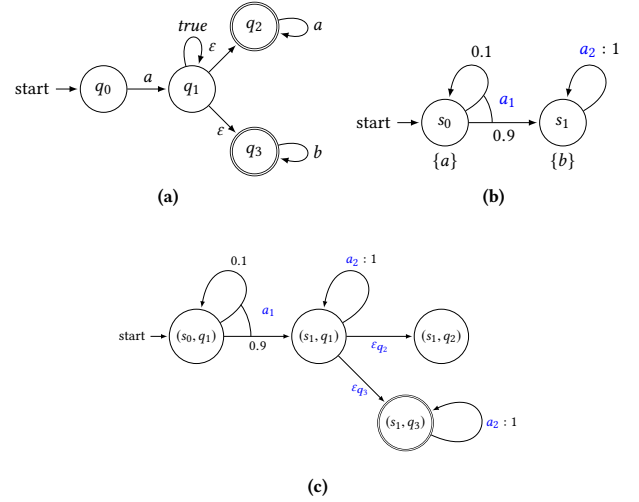 true
ε
q2
a
start
q0
a
q1
ε
q3
b
(a)
0.1
a2 : 1
start
s0
a1
0.9
s1
{a}
{b}
(b)
0.1
a2 : 1
a1
start
(s0, q1)
0.9
(s1, q1)
εq2
(s1, q2)
εq3
(s1, q3)
a2 : 1
(c)